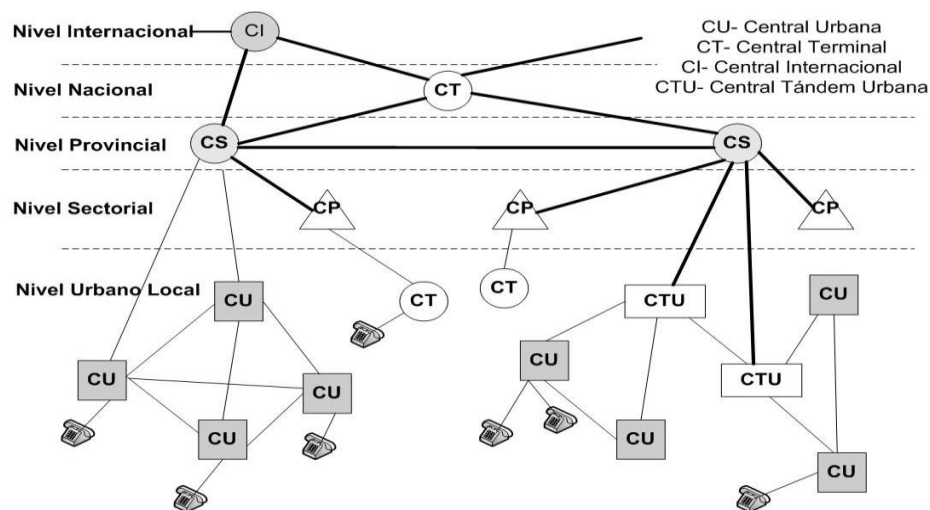 Nivel Internacional
CI
CU- Central Urbana
CT- Central Terminal
CI- Central Internacional
CTU- Central Tándem Urbana
Nivel Nacional
CT
Nivel Provincial
CS
CS
Nivel Sectorial
CP
CP
CP
Nivel Urbano Local
CU
CT
CT
CTU
CU
CU
CU
CU
CTU
CU
CU
CU
CU